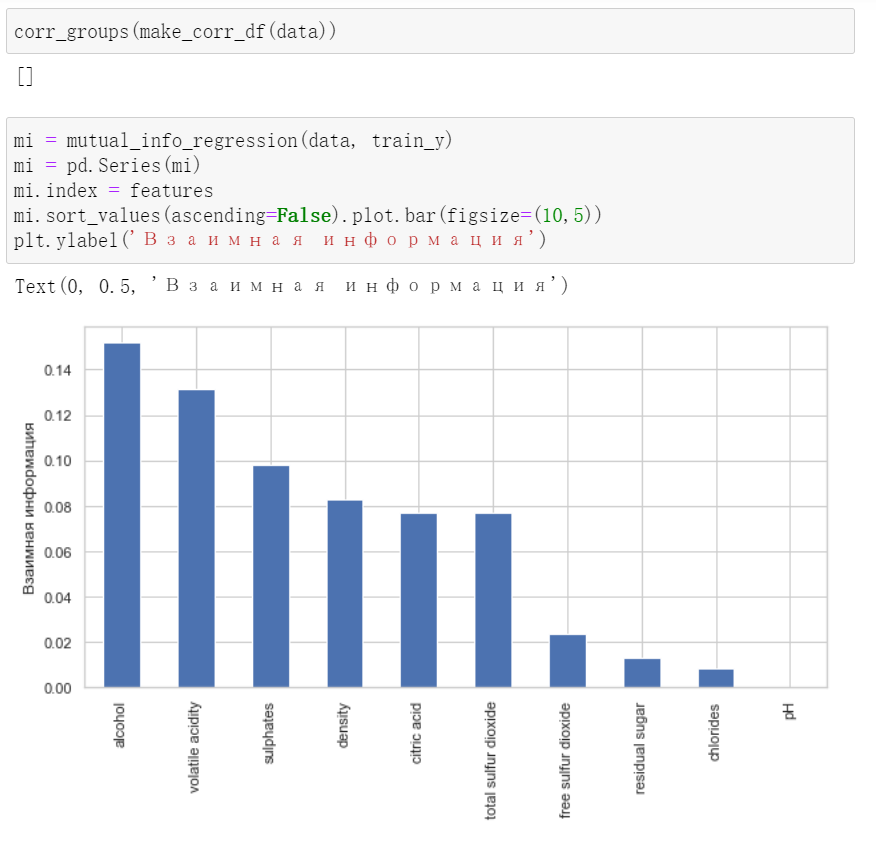 corr_groups(make_corr_df(data))
[]
mi = mutual_info_regression(data, train_y)
mi = pd.Series(mi)
mi.index = features
mi.sort_values(ascending=False).plot.bar(figsize=(10,5))
plt.ylabel('Взаимная информация')
Text(0, 0.5, 'Взаимная информация')
Взаимная информация
0.14
0.12
0.10
0.08
0.06
0.04
0.02
0.00
alcohol
volatile acidity
sulphates
density
citric acid
total sulfur dioxide
free sulfur dioxide
residual sugar
chlorides
pH